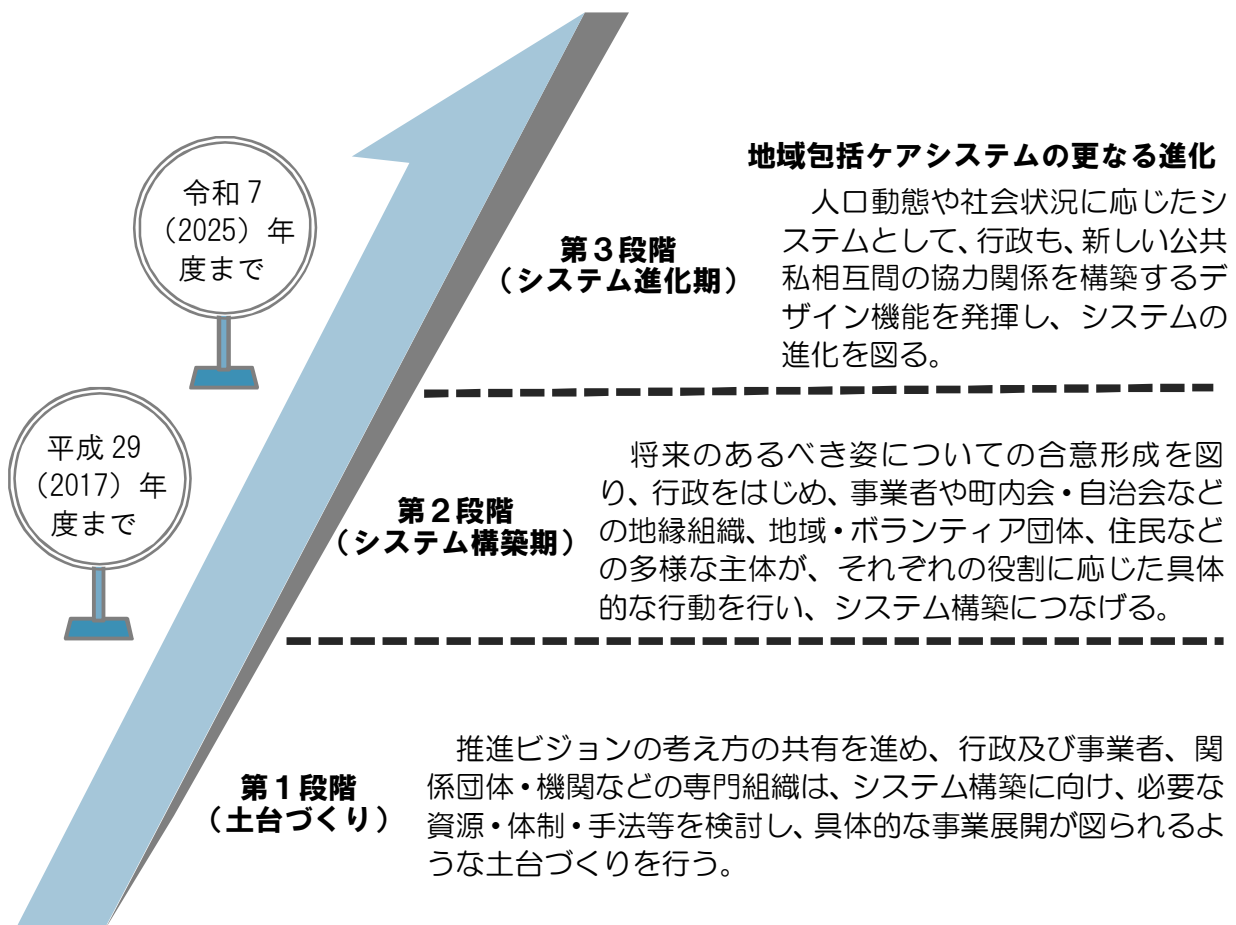 地域包括ケアシステムの更なる進化
令和7
（2025）年
度まで
第3段階
（システム進化期）
人口動態や社会状況に応じたシ
ステムとして、行政も、新しい公共
私相互間の協力関係を構築するデ
ザイン機能を発揮し、システムの
進化を図る。
平成29
（2017）年
度まで
第2段階
（システム構築期）
将来のあるべき姿についての合意形成を図
り、行政をはじめ、事業者や町内会・自治会など
の地縁組織、地域・ボランティア団体、住民など
の多様な主体が、それぞれの役割に応じた具体
的な行動を行い、システム構築につなげる。
第1段階
（土台づくり）
推進ビジョンの考え方の共有を進め、行政及び事業者、関
係団体・機関などの専門組織は、システム構築に向け、必要な
資源・体制・手法等を検討し、具体的な事業展開が図られるよ
うな土台づくりを行う。